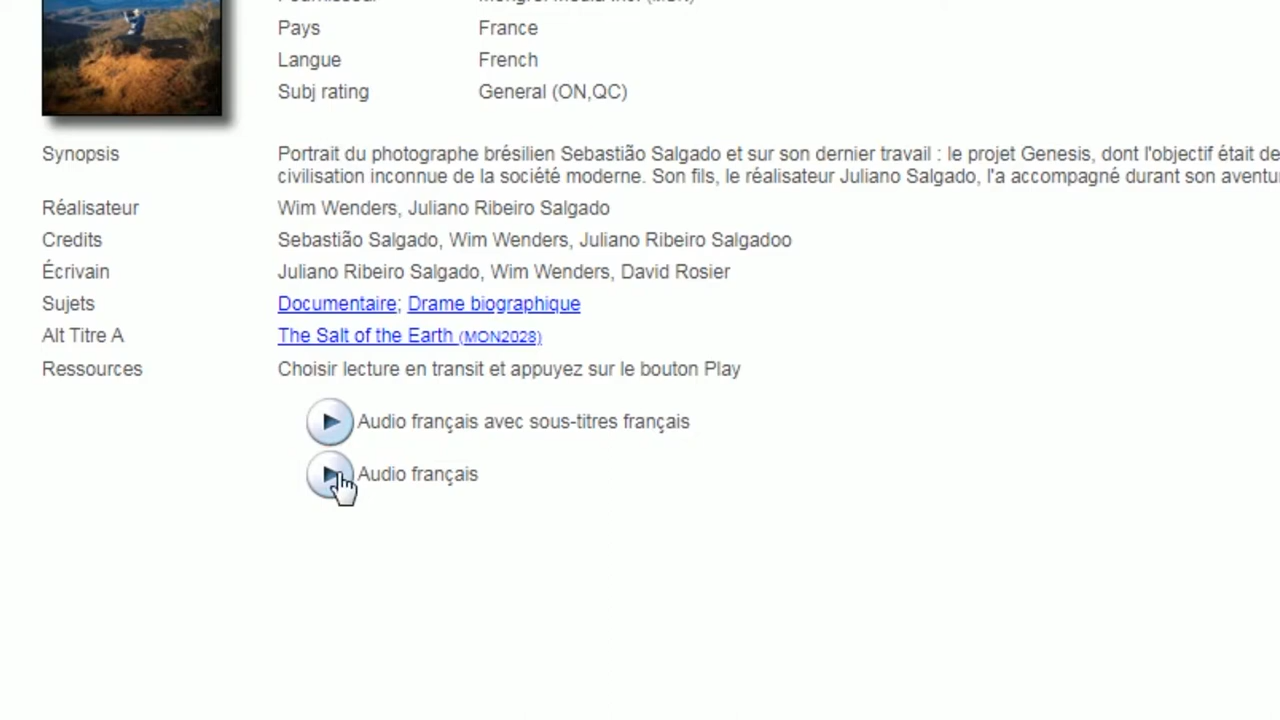 Pays France
Langue French
Subj rating General (ON,QC)
Synopsis Portrait du photographe brésilien Sebastião Salgado et sur son dernier travail : le projet Genesis, dont l'objectif était de
civilisation inconnue de la société moderne. Son fils, le réalisateur Juliano Salgado, l'a accompagné durant son aventu
Réalisateur Wim Wenders, Juliano Ribeiro Salgado
Credits Sebastião Salgado, Wim Wenders, Juliano Ribeiro Salgadoo
Écrivain Juliano Ribeiro Salgado, Wim Wenders, David Rosier
Sujets Documentaire; Drame biographique
Alt Titre A The Salt of the Earth (MON2028)
Ressources Choisir lecture en transit et appuyez sur le bouton Play
Audio français avec sous-titres français
Audio français